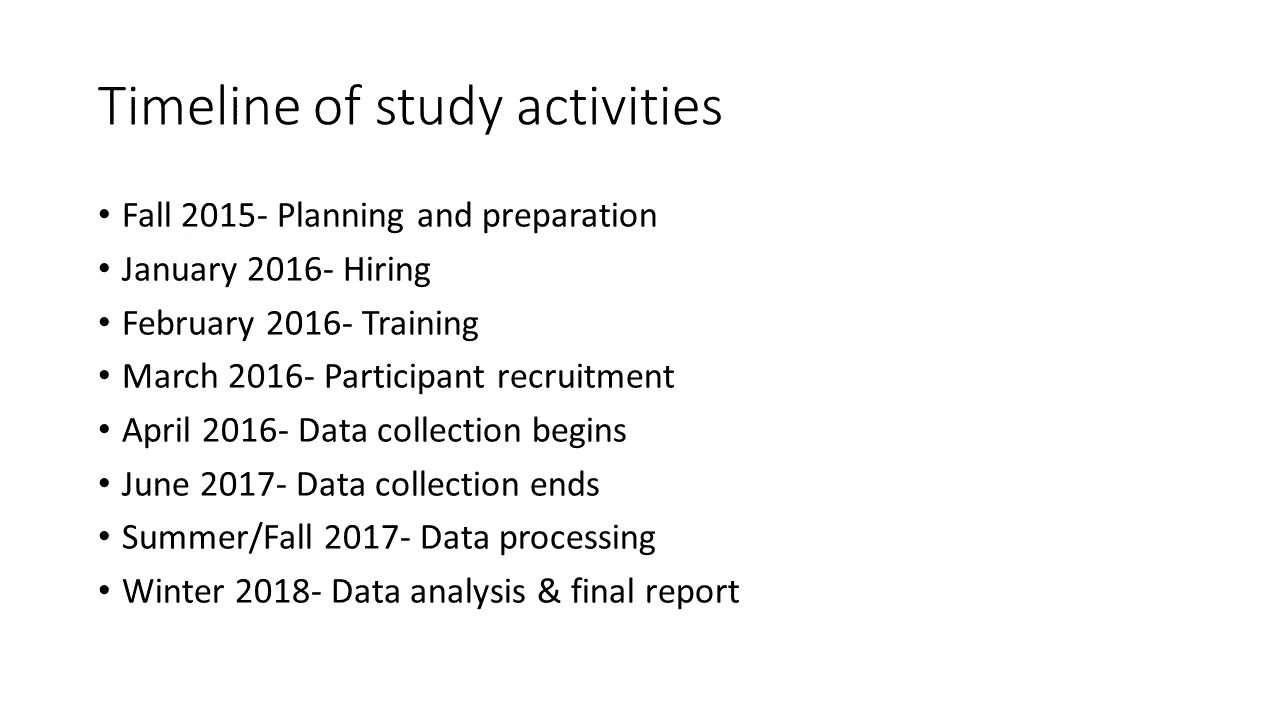 Timeline of study activities
• Fall 2015- Planning and preparation
• January 2016- Hiring
• February 2016- Training
• March 2016- Participant recruitment
• April 2016- Data collection begins
• June 2017- Data collection ends
• Summer/Fall 2017- Data processing
• Winter 2018- Data analysis & final report